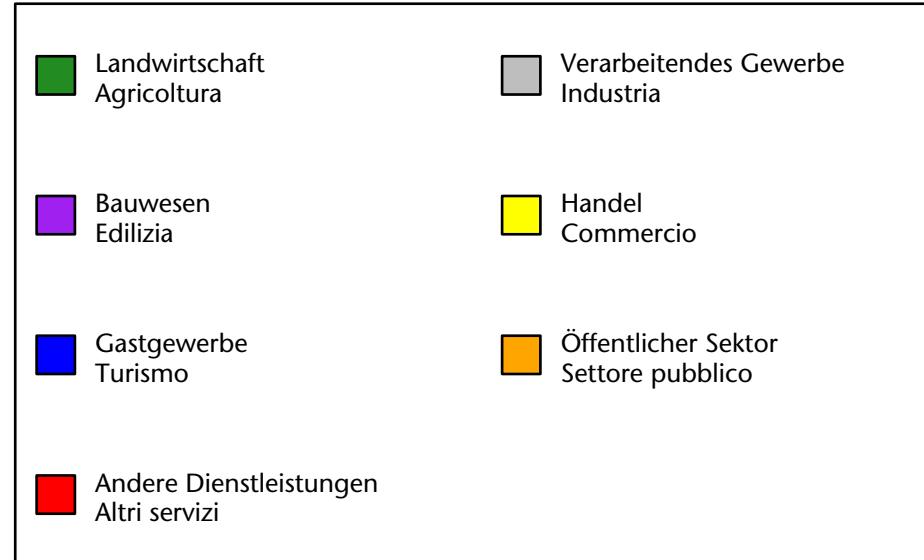 Landwirtschaft
Agricoltura
Verarbeitendes Gewerbe
Industria
Bauwesen
Edilizia
Handel
Commercio
Gastgewerbe
Turismo
Öffentlicher Sektor
Settore pubblico
Andere Dienstleistungen
Altri servizi